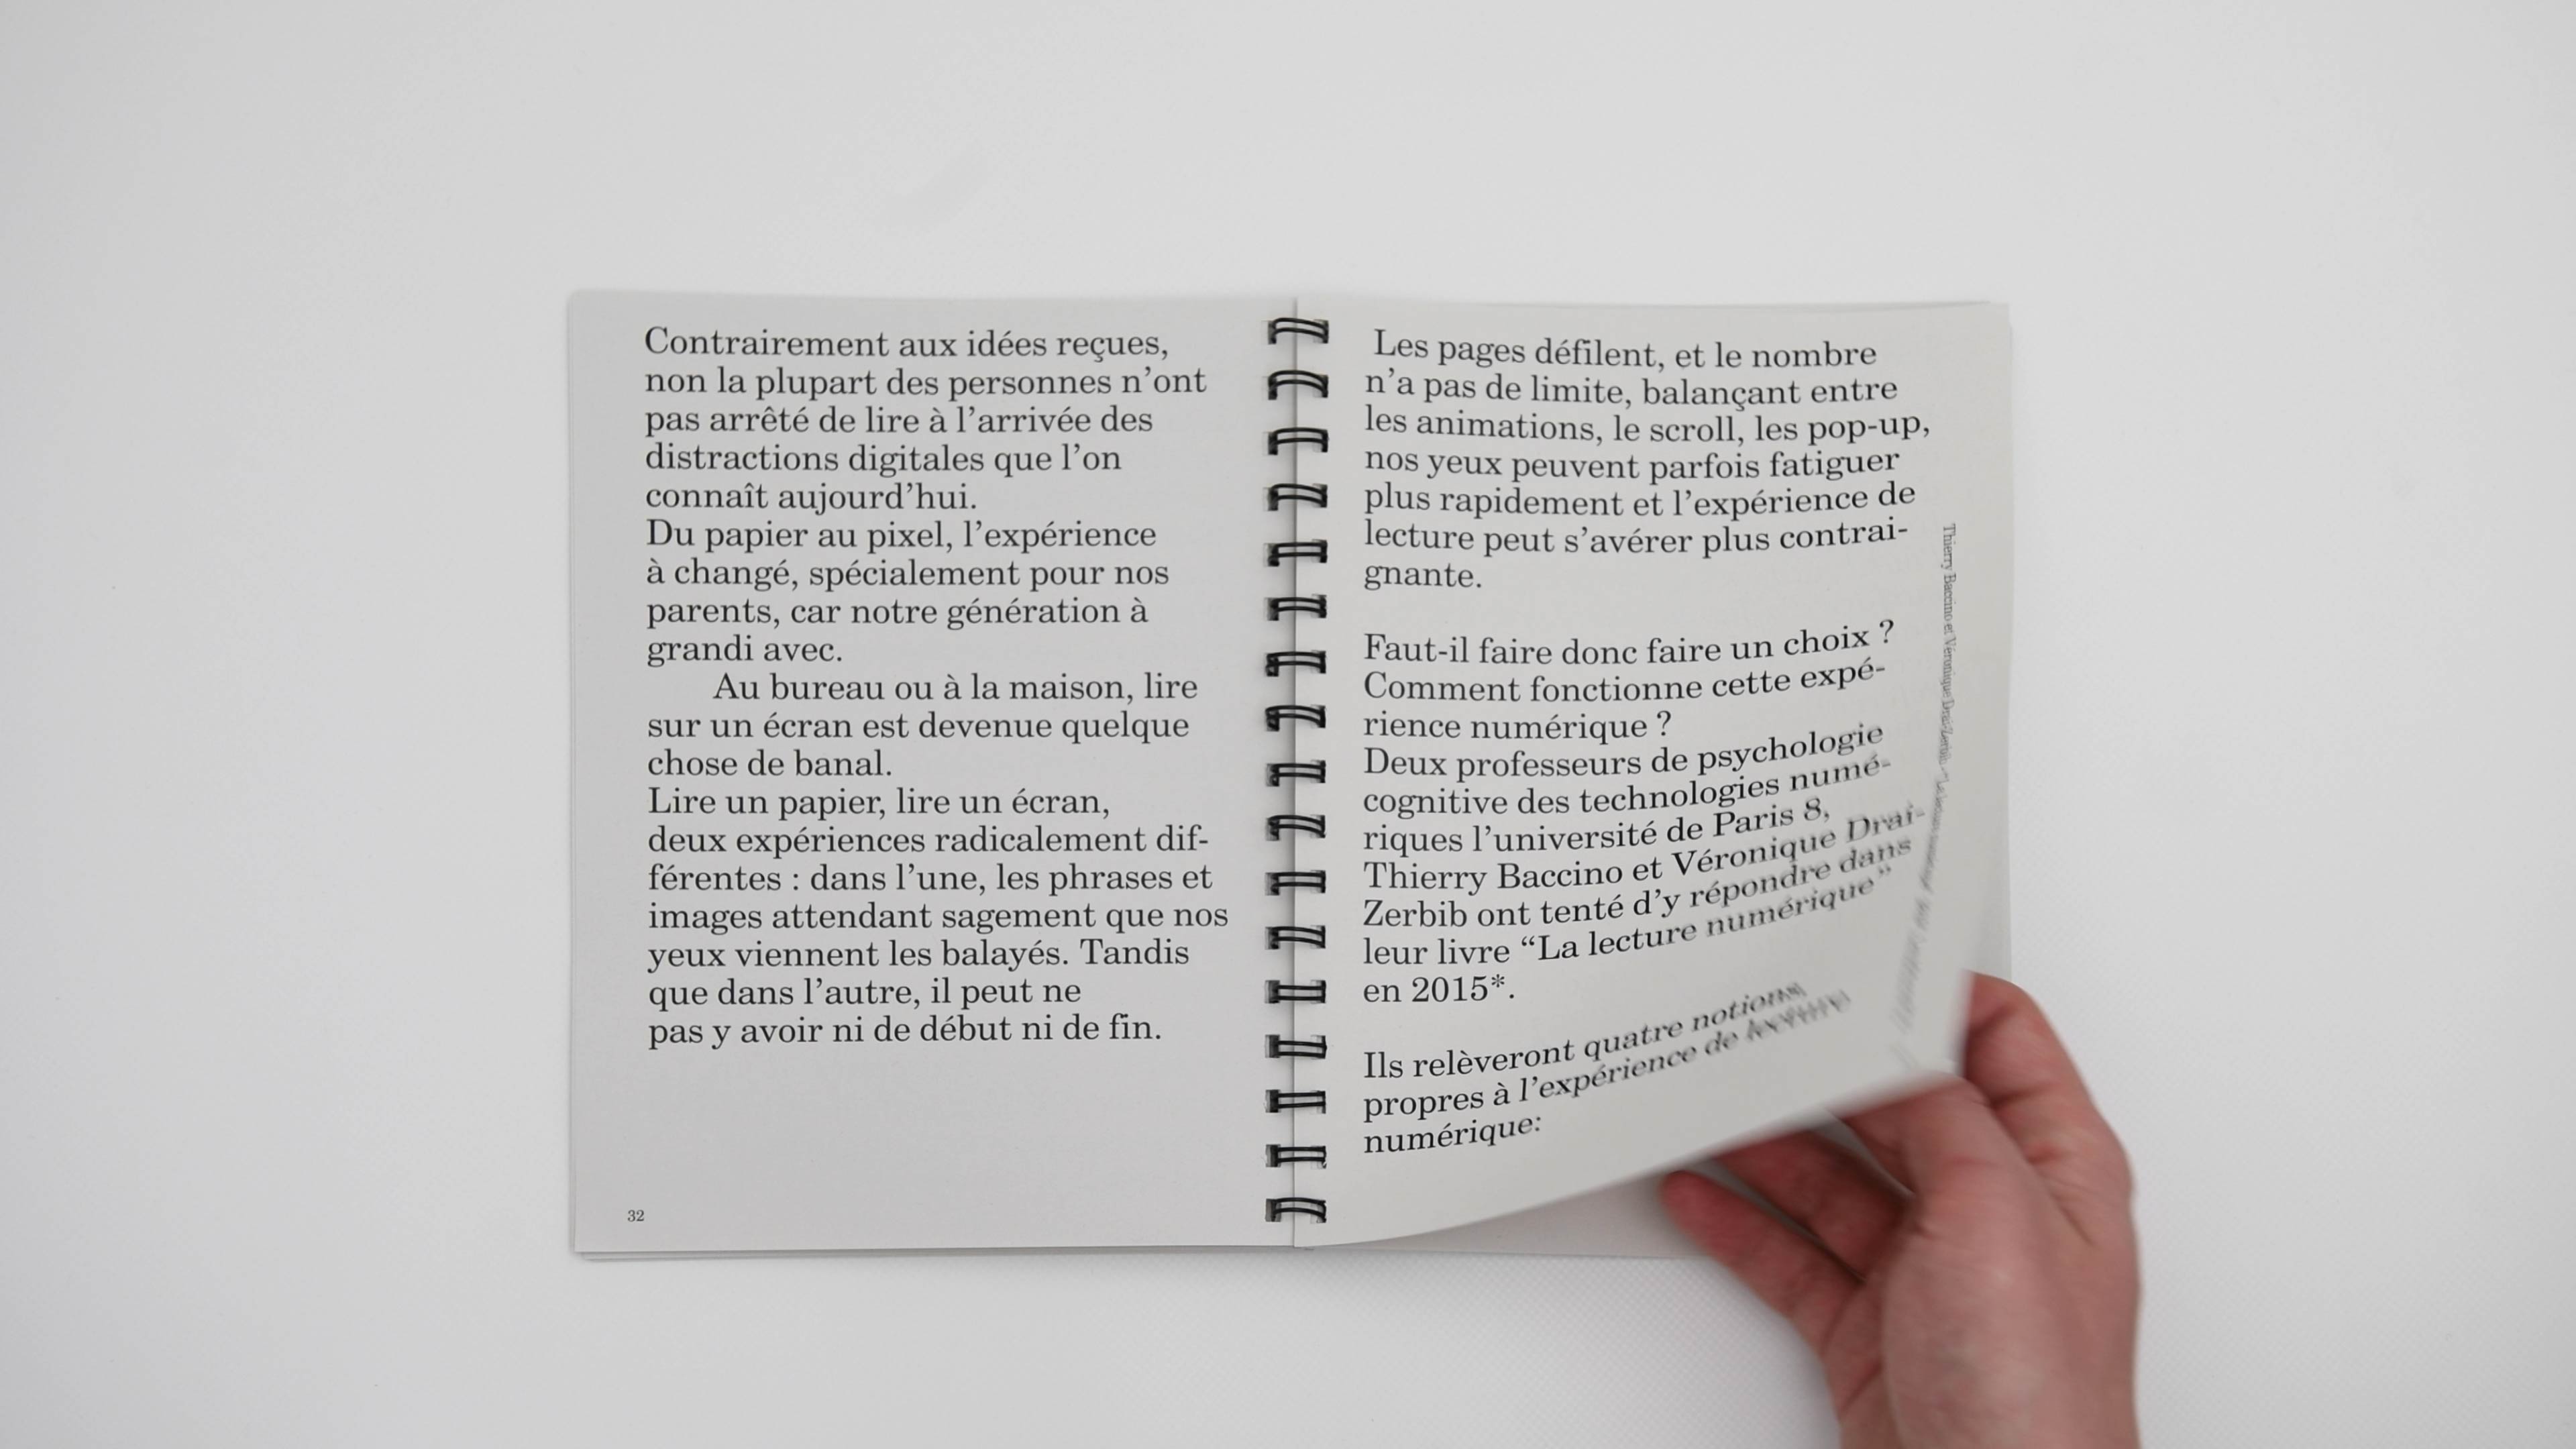 Contrairement aux idées reçues,
non la plupart des personnes n’ont
pas arrêté de lire à l’arrivée des
distractions digitales que l’on
connaît aujourd’hui.
Du papier au pixel, l’expérience
à changé, spécialement pour nos
parents, car notre génération à
grandi avec.
Au bureau ou à la maison, lire
sur un écran est devenue quelque
chose de banal.
Lire un papier, lire un écran,
deux expériences radicalement dif-
férentes : dans l’une, les phrases et
images attendant sagement que nos
yeux viennent les balayés. Tandis
que dans l’autre, il peut ne
pas y avoir ni de début ni de fin.
32
Les pages défilent, et le nombre
n’a pas de limite, balançant entre
les animations, le scroll, les pop-up,
nos yeux peuvent parfois fatiguer
plus rapidement et l’expérience de
lecture peut s’avérer plus contrai-
gnante.
Faut-il faire donc faire un choix ?
Comment fonctionne cette expé-
rience numérique ?
Deux professeurs de psychologie
cognitive des technologies numé-
riques l’université de Paris 8,
Thierry Baccino et Véronique Drai-
Zerbib ont tenté d’y répondre dans
leur livre “La lecture numérique”
en 2015*.
Ils relèveront quatre notions
propres à l’expérience de lecture
numérique:
Thierry Baccino et Véronique Drai-Zerbib